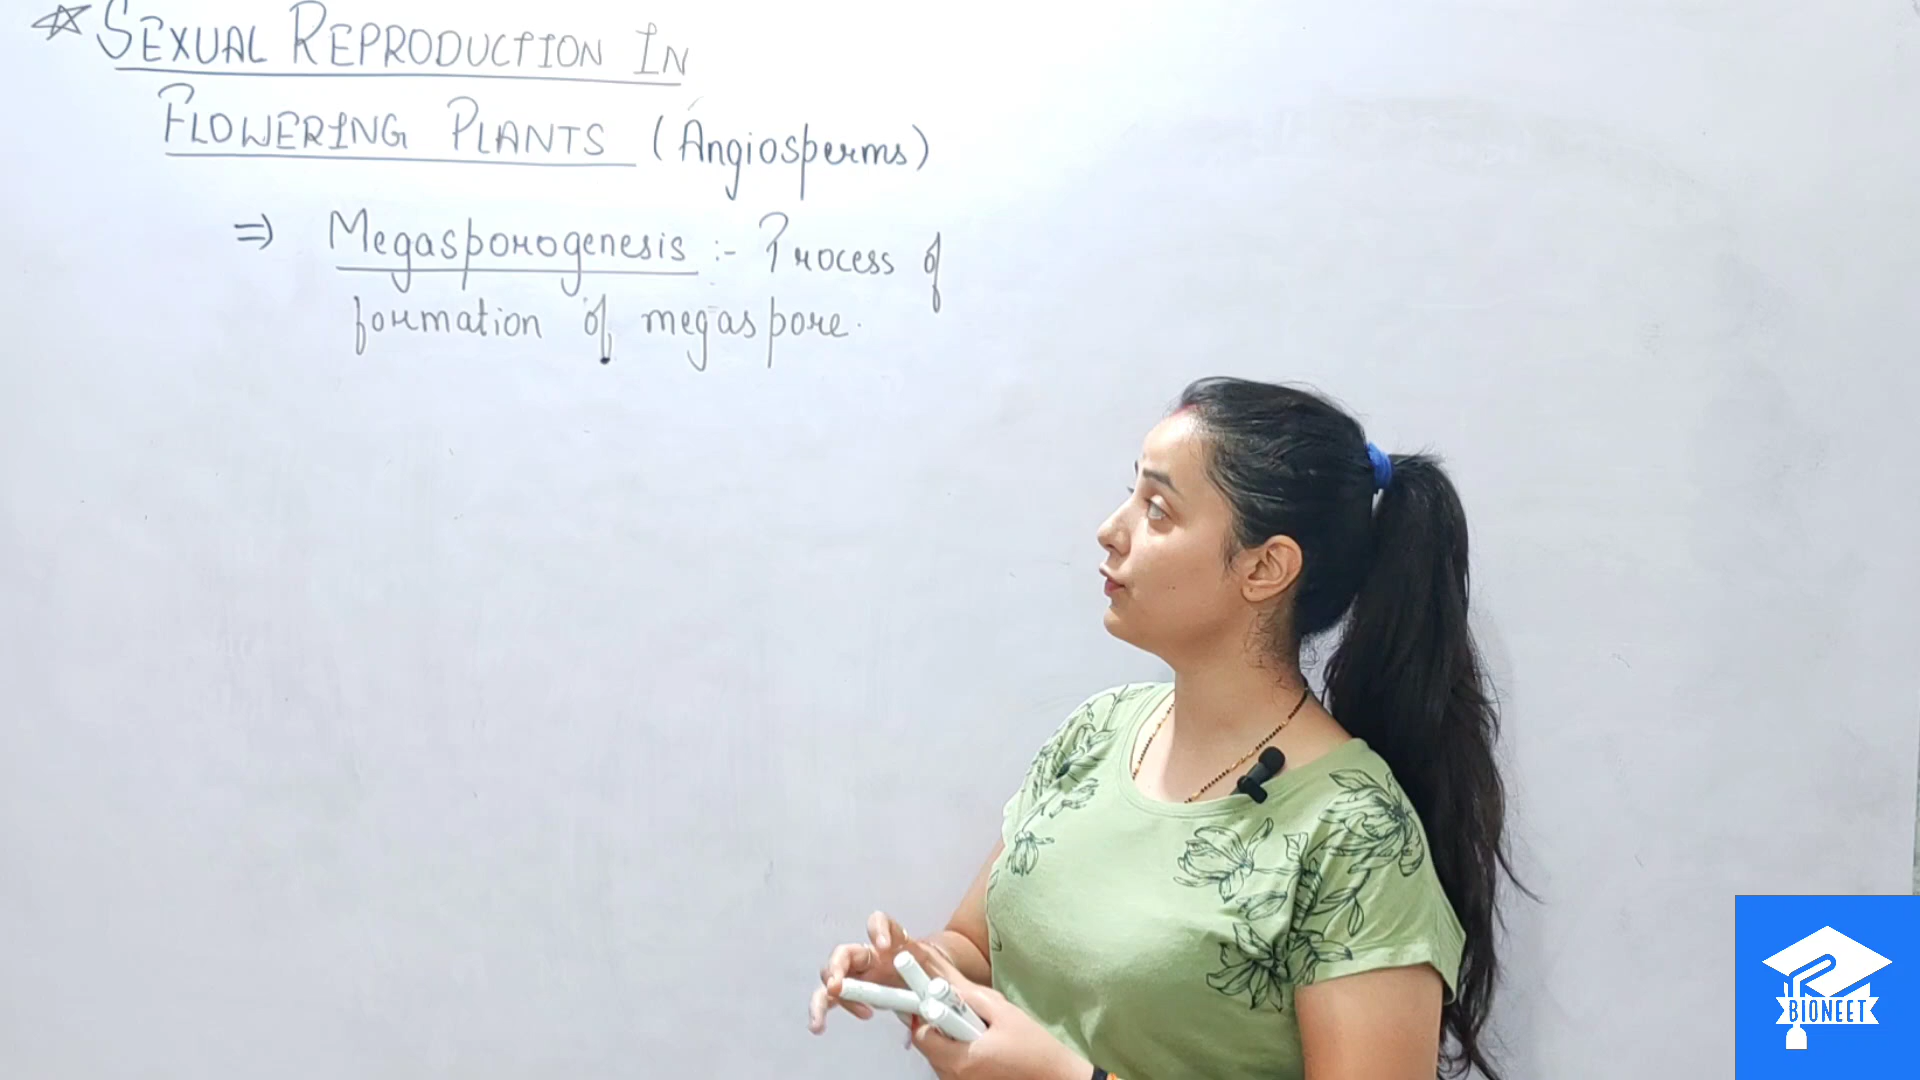 SEXUAL REPRODUCTION IN
FLOWERING PLANTS (Angiosperms)
⇒ Megasporogenesis :- Process of
formation of megaspore.
BIONEET